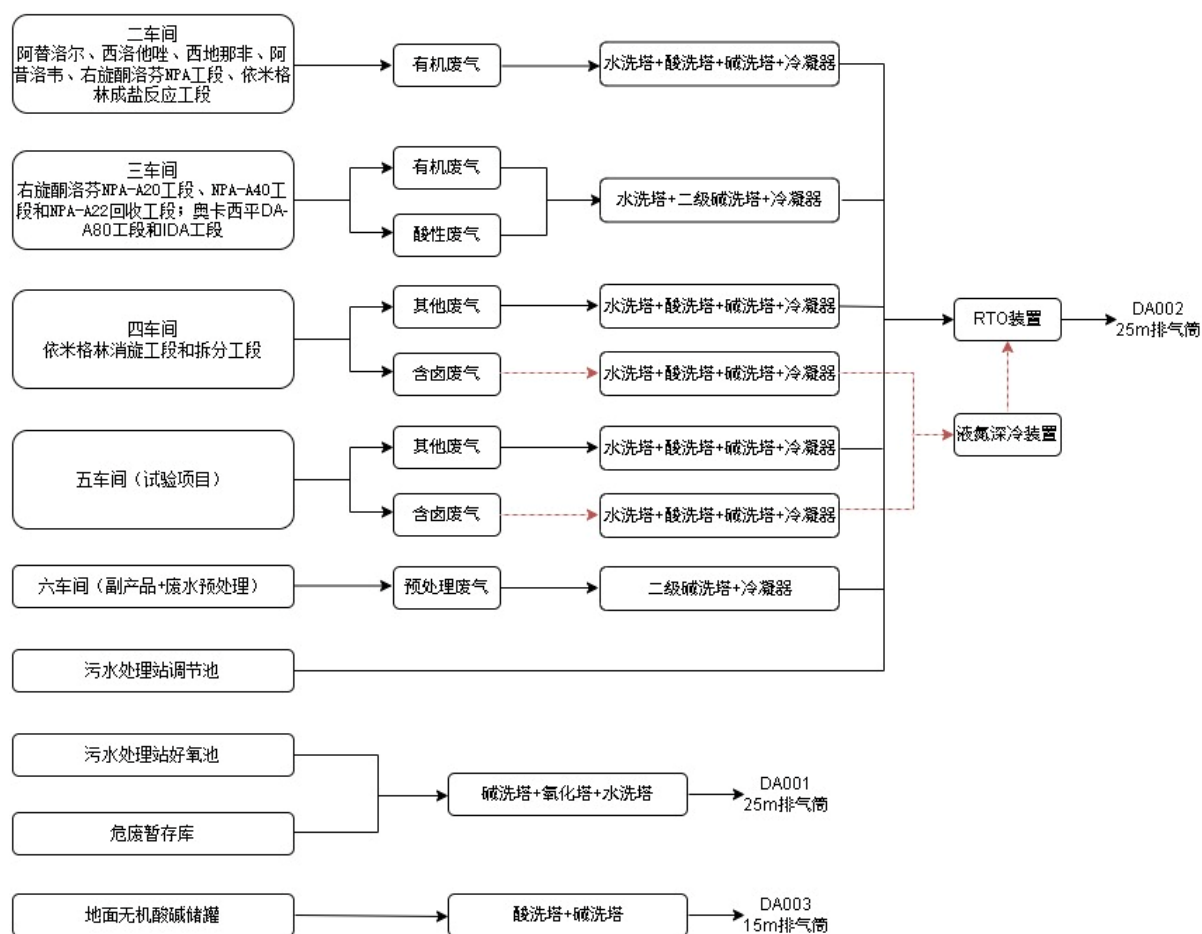 二车间
阿替洛尔、西洛他唑、西地那非、阿
昔洛韦、右旋酮洛芬NPA工段、依米格
林成盐反应工段
有机废气
水洗塔+酸洗塔+碱洗塔+冷凝器
三车间
右旋酮洛芬NPA-A20工段、NPA-A40工
段和NPA-A22回收工段；奥卡西平DA-
A80工段和IDA工段
有机废气
酸性废气
水洗塔+二级碱洗塔+冷凝器
四车间
依米格林消旋工段和拆分工段
其他废气
水洗塔+酸洗塔+碱洗塔+冷凝器
含卤废气
水洗塔+酸洗塔+碱洗塔+冷凝器
RTO装置
DA002
25m排气筒
液氮深冷装置
五车间（试验项目）
其他废气
水洗塔+酸洗塔+碱洗塔+冷凝器
含卤废气
水洗塔+酸洗塔+碱洗塔+冷凝器
六车间（副产品+废水预处理）
预处理废气
二级碱洗塔+冷凝器
污水处理站调节池
污水处理站好氧池
危废暂存库
碱洗塔+氧化塔+水洗塔
DA001
25m排气筒
地面无机酸碱储罐
酸洗塔+碱洗塔
DA003
15m排气筒